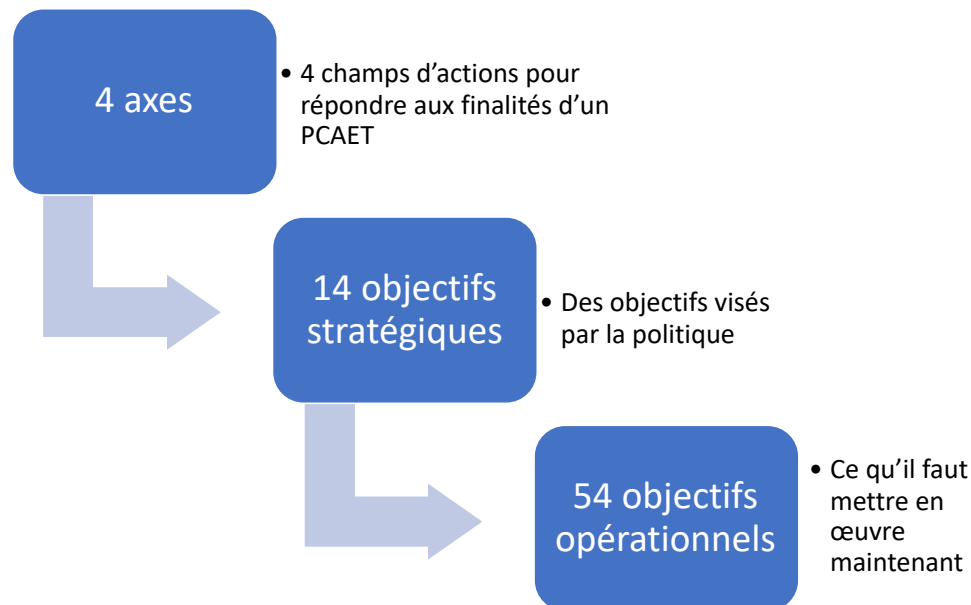 4 axes
• 4 champs d’actions pour
répondre aux finalités d’un
PCAET
14 objectifs
stratégiques
• Des objectifs visés
par la politique
54 objectifs
opérationnels
• Ce qu’il faut
mettre en
œuvre
maintenant